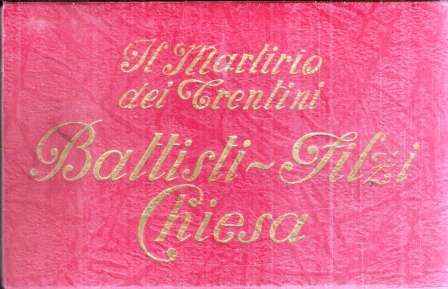 Il Martirio
dei Trentini
Battisti~Filzi
Chiesa